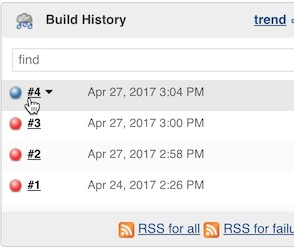 Build History trend
find
#4 Apr 27, 2017 3:04 PM
#3 Apr 27, 2017 3:00 PM
#2 Apr 27, 2017 2:58 PM
#1 Apr 24, 2017 2:26 PM
RSS for all RSS for failu